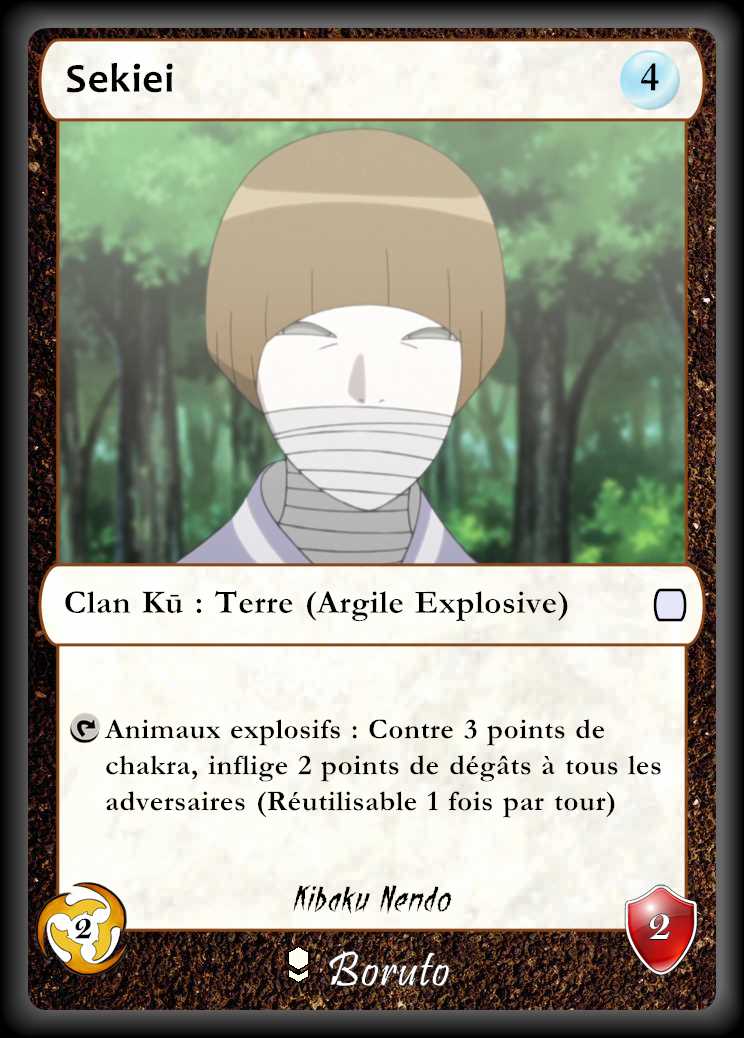 Sekiei
4
Clan Kū : Terre (Argile Explosive)
Animaux explosifs : Contre 3 points de
chakra, inflige 2 points de dégâts à tous les
adversaires (Réutilisable 1 fois par tour)
Kibaku Nendo
2
2
Boruto